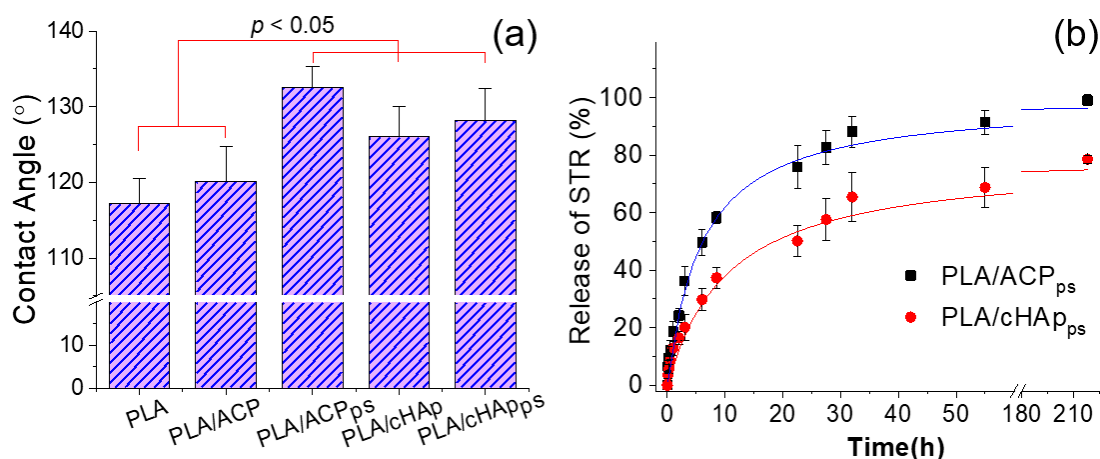 (a)
p < 0.05
Contact Angle (°)
140
130
120
110
10
0
PLA
PLA/ACP
PLA/ACPps
PLA/cHAp
PLA/cHApps
(b)
Release of STR (%)
100
80
60
40
20
0
PLA/ACPps
PLA/cHApps
0 10 20 30 40 50 180 210
Time(h)